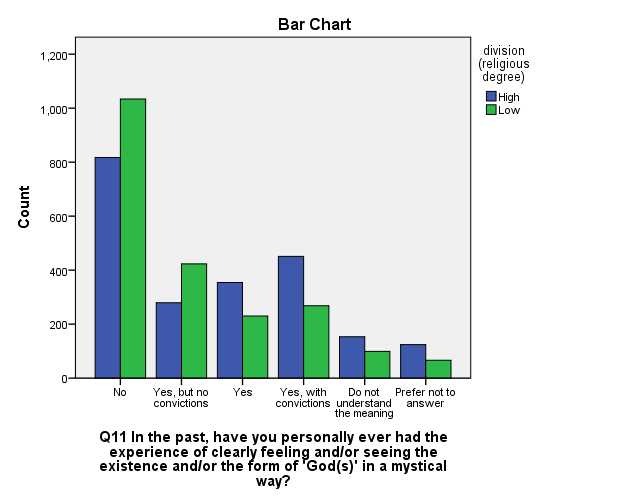 Bar Chart
division
(religious
degree)
High
Low
Count
1,200
1,000
800
600
400
200
0
No
Yes, but no
convictions
Yes
Yes, with
convictions
Do not
understand
the meaning
Prefer not to
answer
Q11 In the past, have you personally ever had the
experience of clearly feeling and/or seeing the
existence and/or the form of 'God(s)' in a mystical
way?